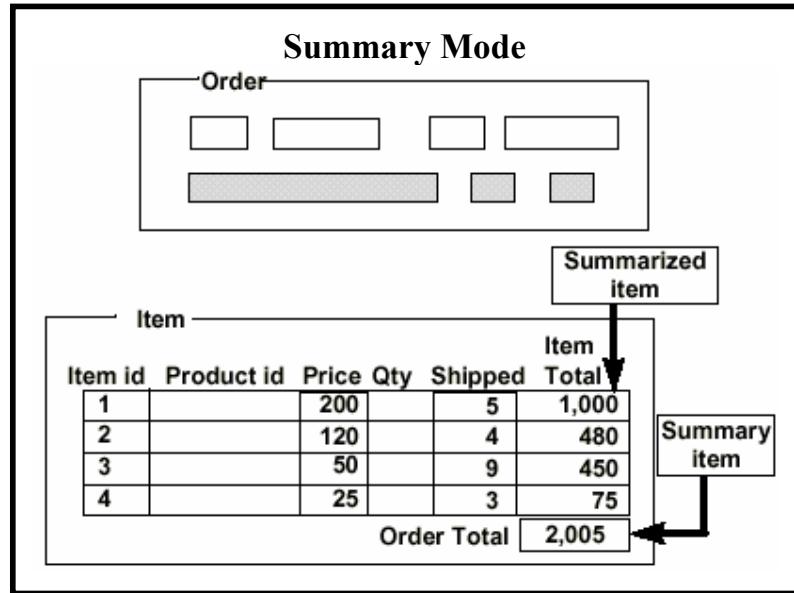 Summary Mode
Order
Summarized
item
Item
Item
Item id Product id Price Qty Shipped Total
1 200 5 1,000
2 120 4 480
3 50 9 450
4 25 3 75
Summary
item
Order Total 2,005